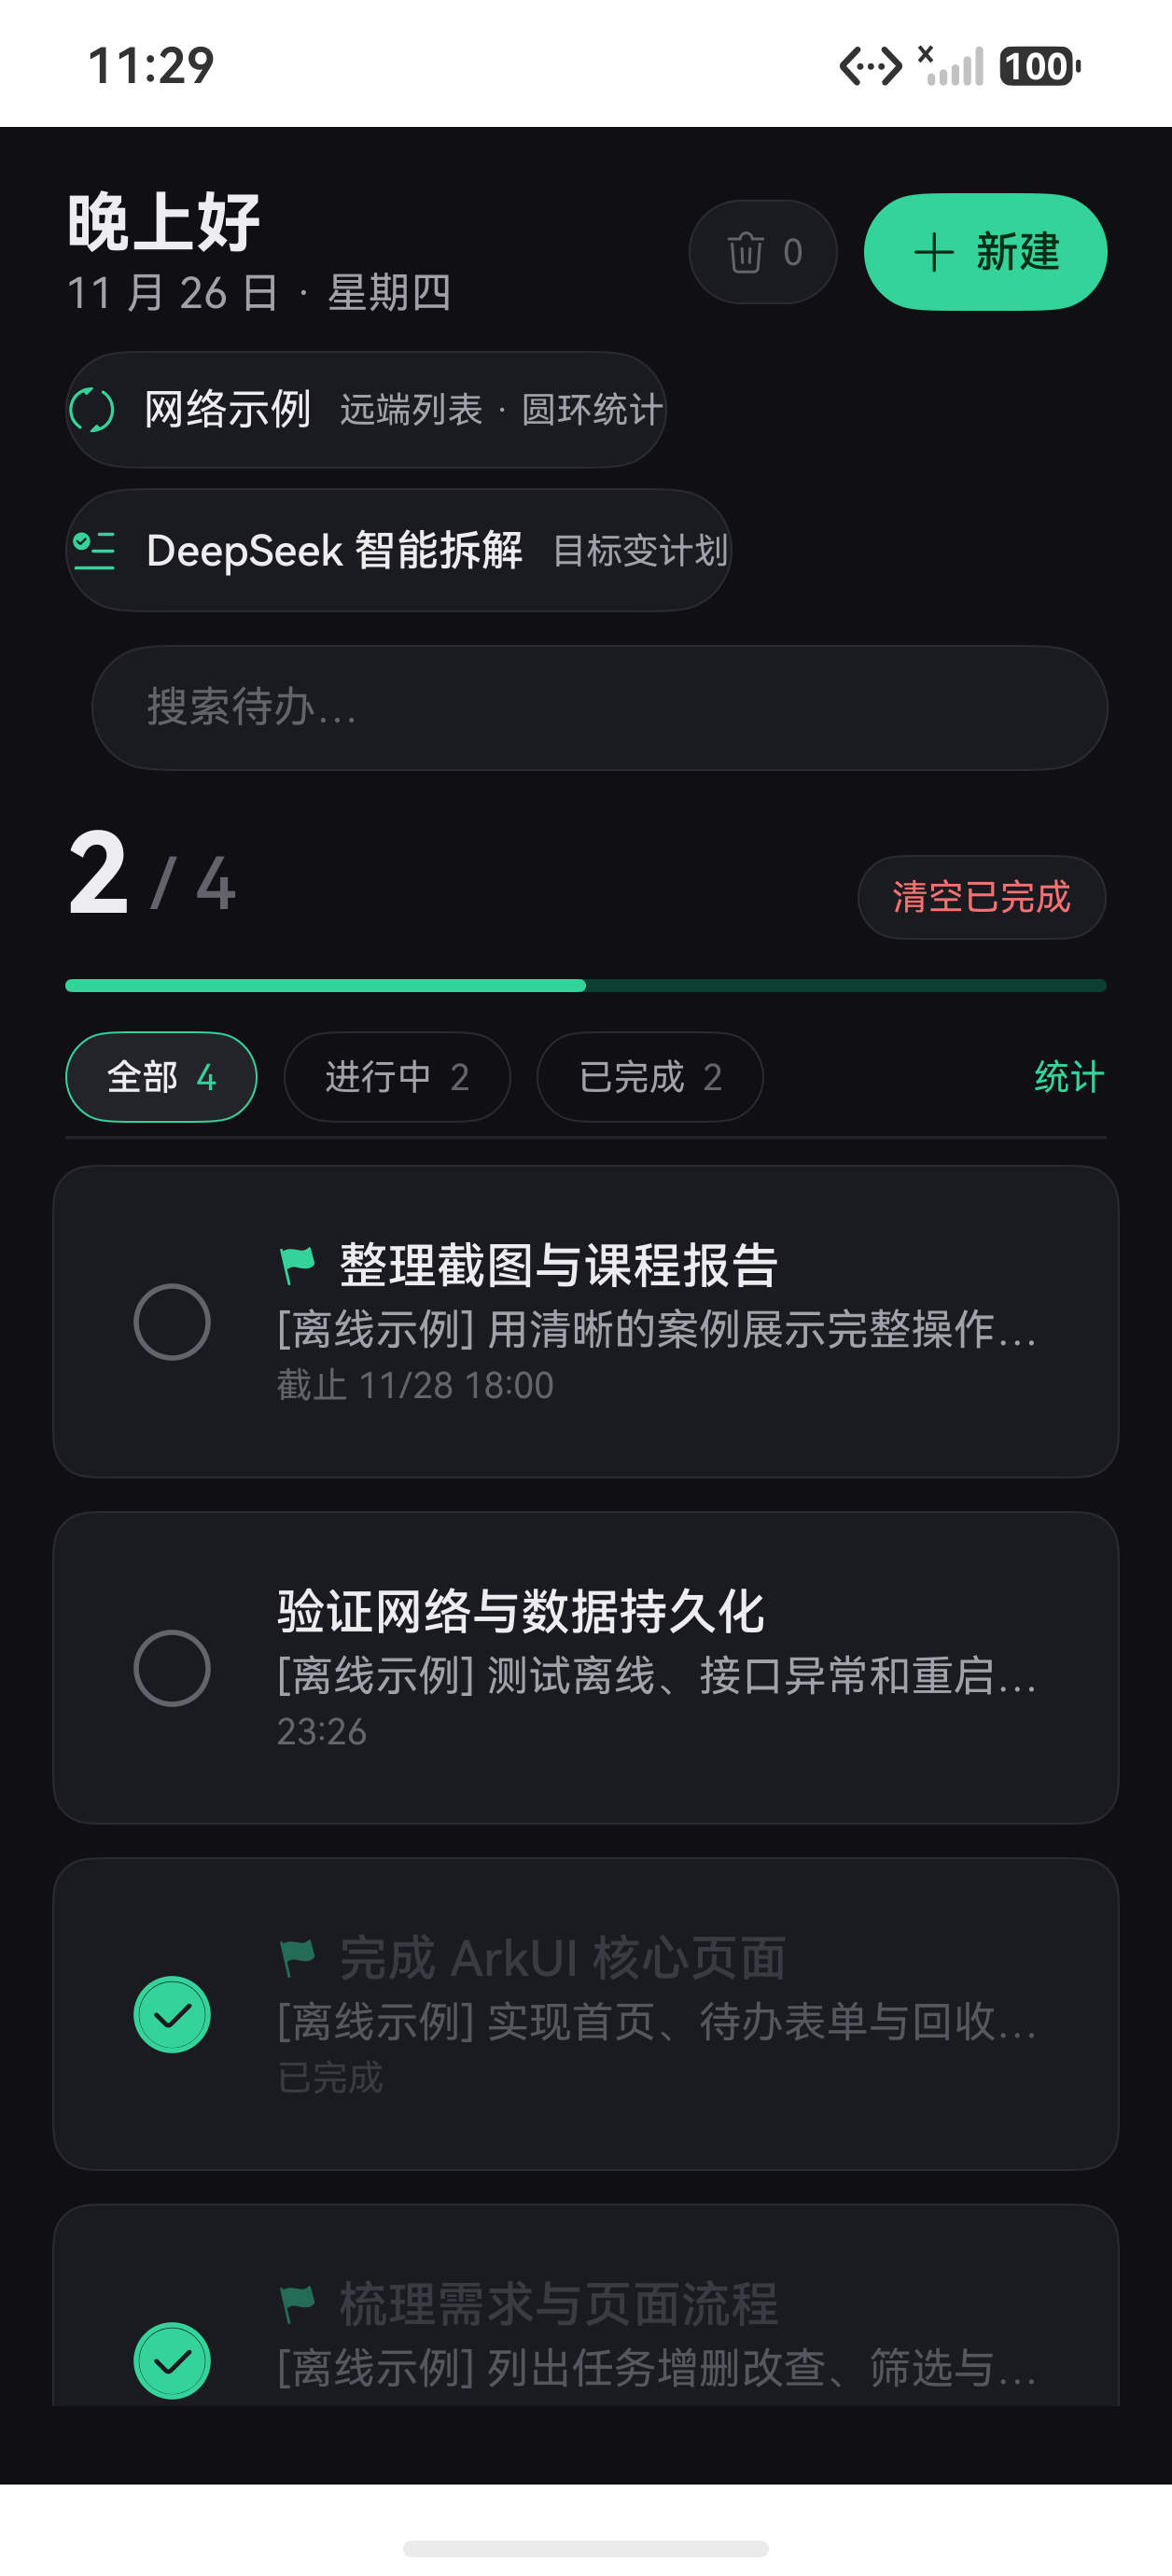 11:29
100
晚上好
11 月 26 日 · 星期四
0
新建
网络示例 远端列表 · 圆环统计
DeepSeek 智能拆解 目标变计划
搜索待办...
2 / 4
清空已完成
全部 4
进行中 2
已完成 2
统计
整理截图与课程报告
[离线示例] 用清晰的案例展示完整操作...
截止 11/28 18:00
验证网络与数据持久化
[离线示例] 测试离线、接口异常和重启...
23:26
完成 ArkUI 核心页面
[离线示例] 实现首页、待办表单与回收...
已完成
梳理需求与页面流程
[离线示例] 列出任务增删改查、筛选与...